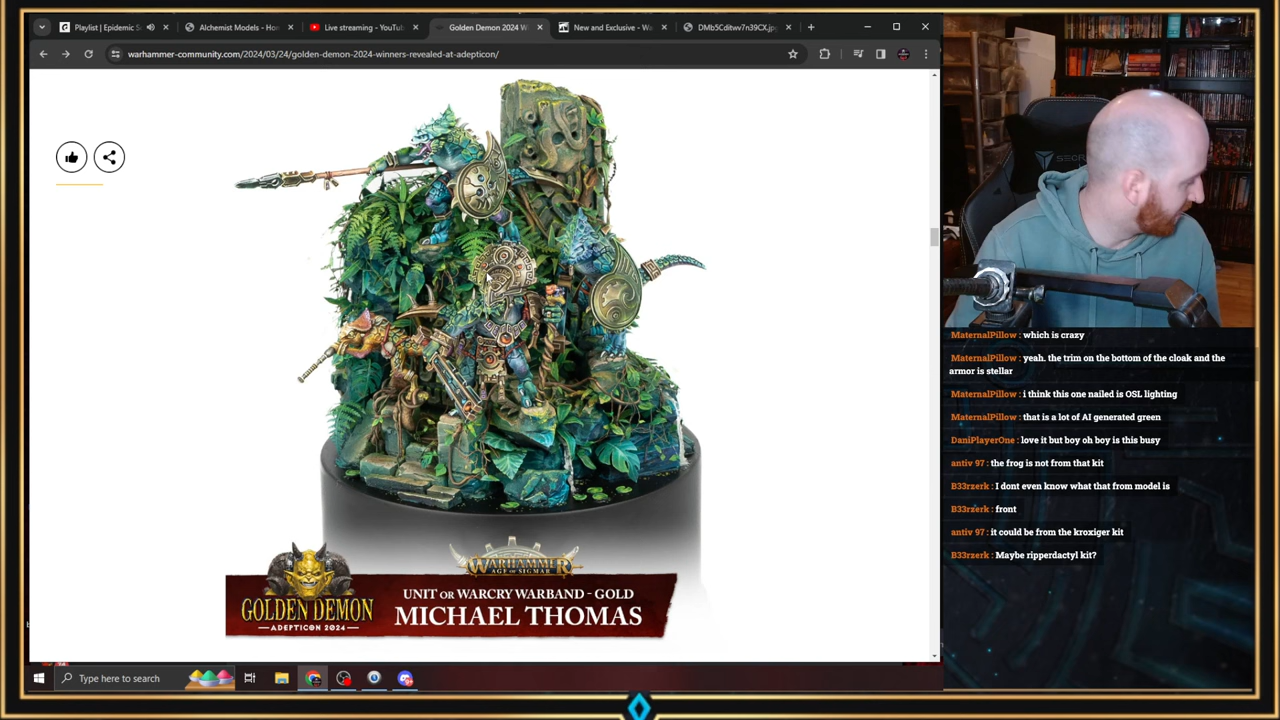 Playlist | Epidemic S
Alchemist Models - Hom
Live streaming - YouTub
Golden Demon 2024 W
New and Exclusive - Wa
DMb5Cditwv7n39CX.jpg
warhammer-community.com/2024/03/24/golden-demon-2024-winners-revealed-at-adepticon/
SECR
MaternalPillow : which is crazy
MaternalPillow : yeah. the trim on the bottom of the cloak and the
armor is stellar
MaternalPillow : i think this one nailed is OSL lighting
MaternalPillow : that is a lot of AI generated green
DaniPlayerOne : love it but boy oh boy is this busy
antiv 97 : the frog is not from that kit
B33rzerk : I dont even know what that from model is
B33rzerk : front
antiv 97 : it could be from the kroxiger kit
B33rzerk : Maybe ripperdactyl kit?
WARHAMMER
AGE OF SIGMAR
GOLDEN DEMON
ADEPTICON 2024
UNIT OR WARCRY WARBAND - GOLD
MICHAEL THOMAS
Type here to search